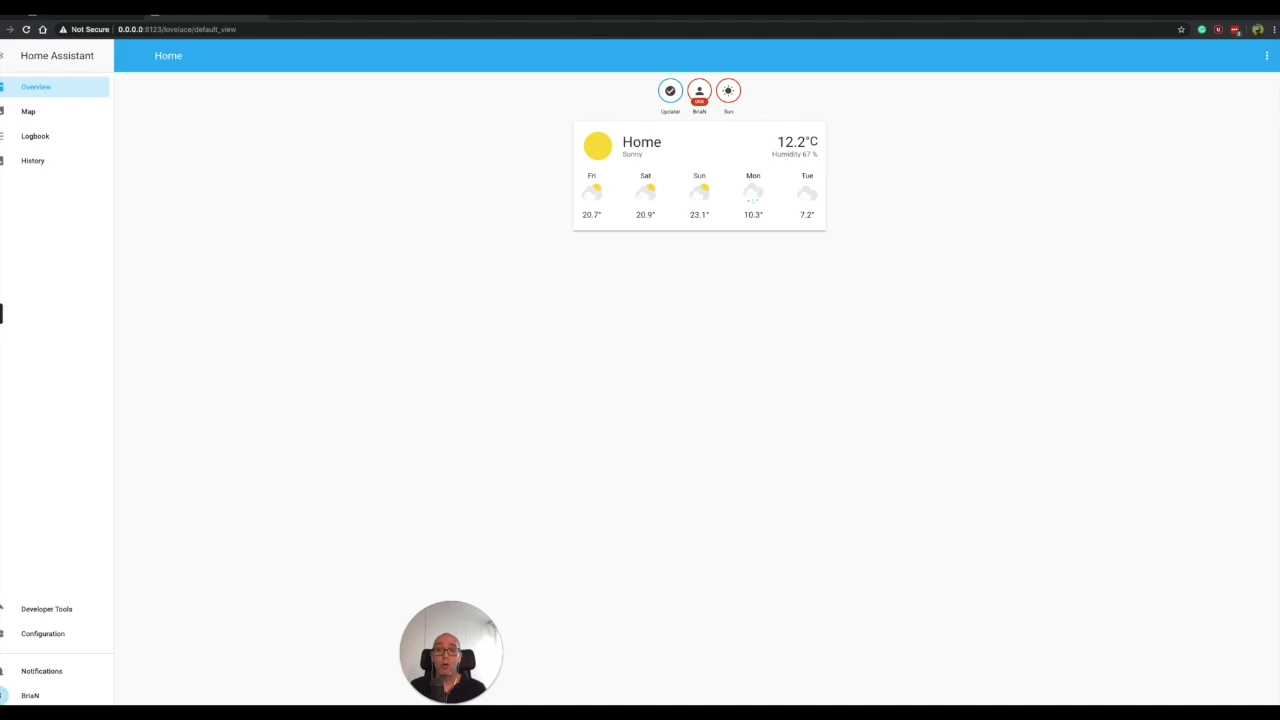 Not Secure 0.0.0.0:8123/lovelace/default_view
Home Assistant
Home
Overview
Map
Logbook
History
Updater
BriaN
Sun
Home
Sunny
12.2°C
Humidity 67 %
Fri Sat Sun Mon Tue
20.7° 20.9° 23.1° 10.3° 7.2°
Developer Tools
Configuration
Notifications
BriaN